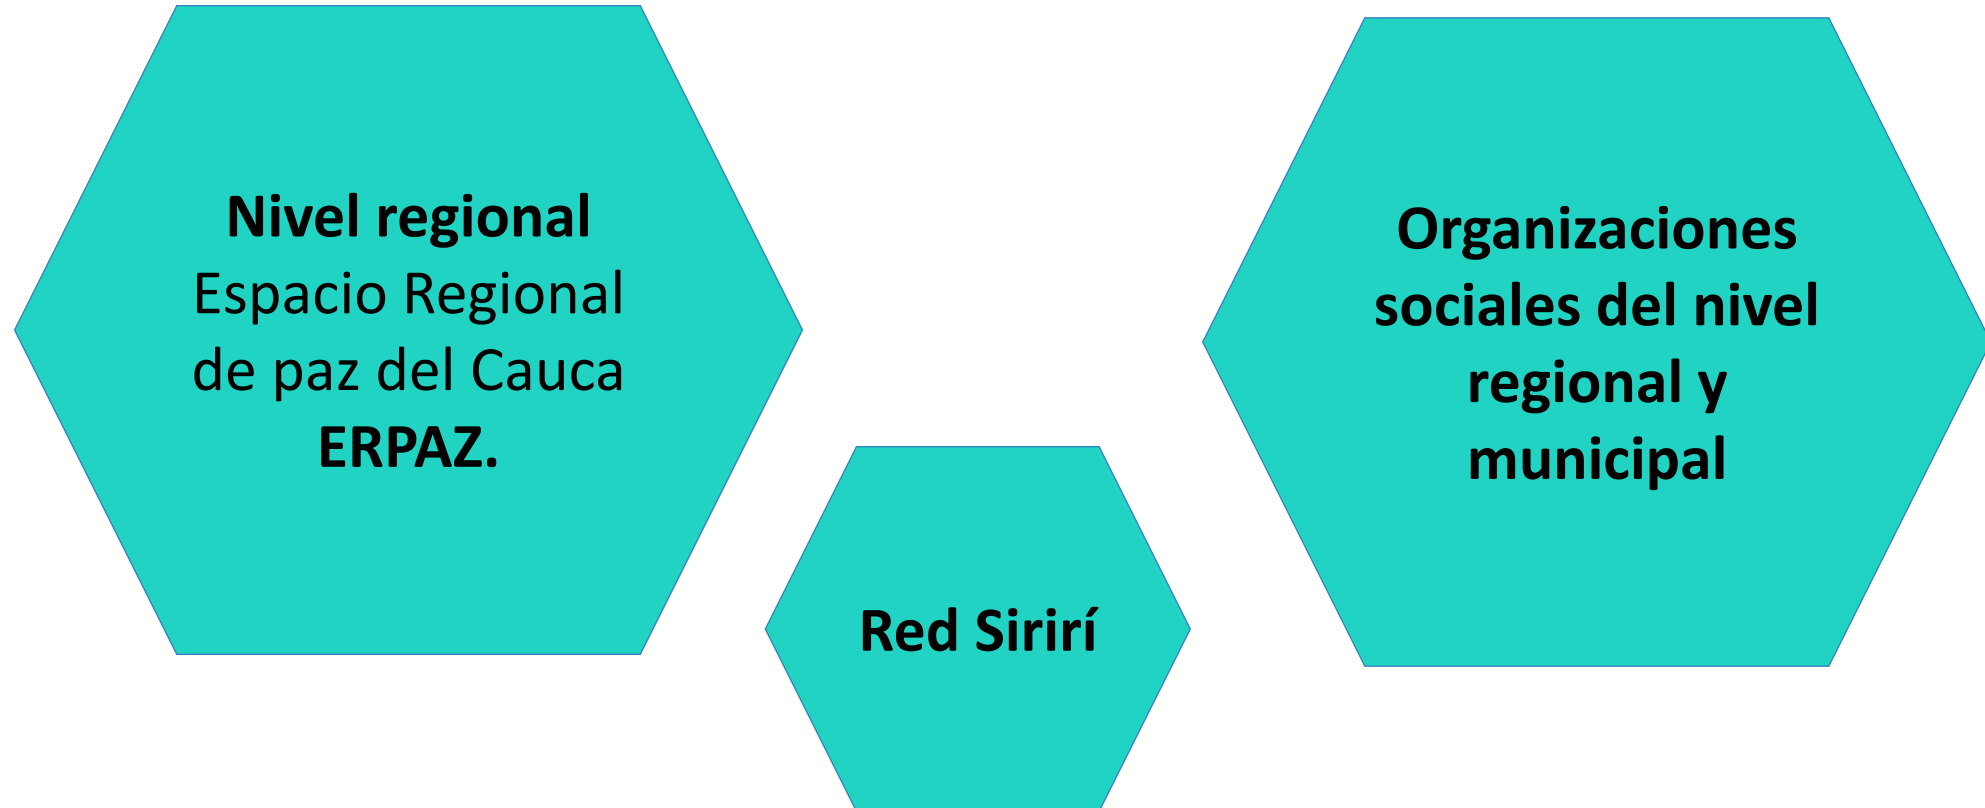 Nivel regional
Espacio Regional
de paz del Cauca
ERPAZ.
Organizaciones
sociales del nivel
regional y
municipal
Red Sirirí